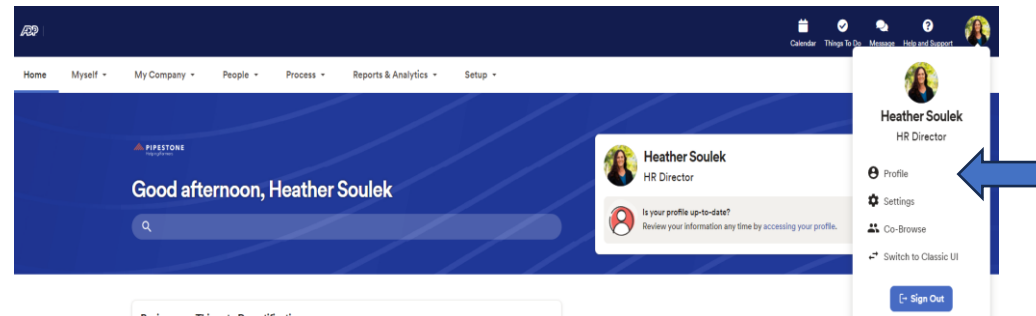 ADP
Calendar
Things To Do
Message
Help and Support
Home
Myself
My Company
People
Process
Reports & Analytics
Setup
PIPESTONE
Good afternoon, Heather Soulek
Heather Soulek
HR Director
Is your profile up-to-date?
Review your information any time by accessing your profile.
Heather Soulek
HR Director
Profile
Settings
Co-Browse
Switch to Classic UI
Sign Out